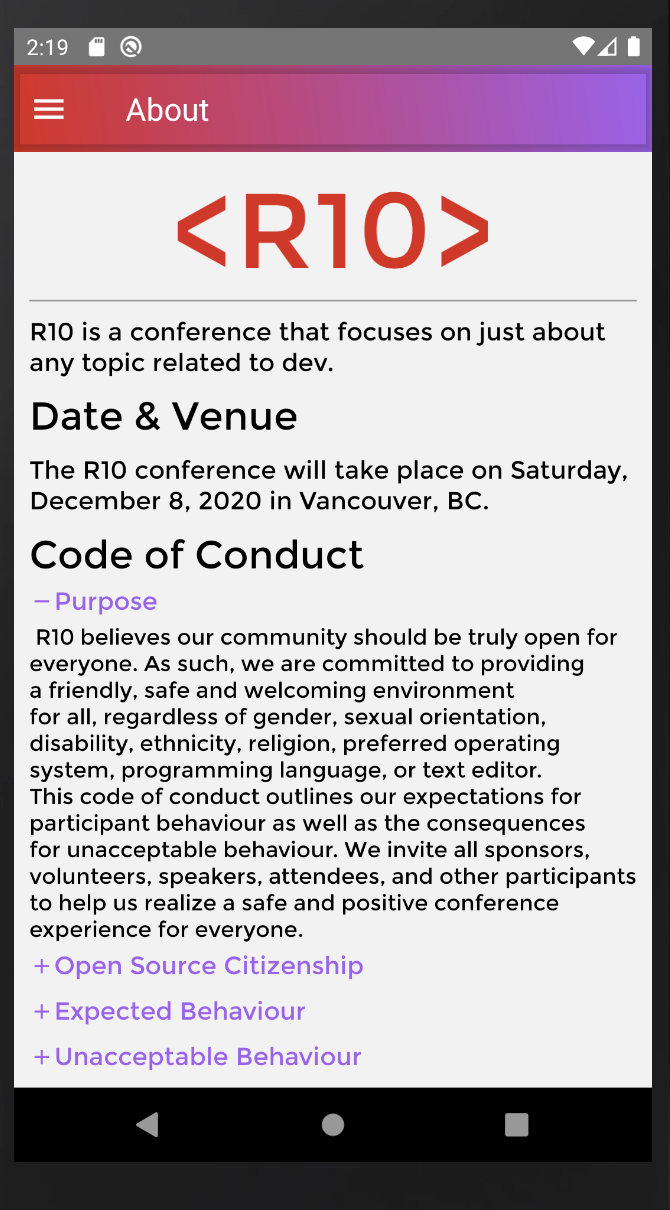 2:19
About
<R10>
R10 is a conference that focuses on just about
any topic related to dev.
Date & Venue
The R10 conference will take place on Saturday,
December 8, 2020 in Vancouver, BC.
Code of Conduct
− Purpose
R10 believes our community should be truly open for
everyone. As such, we are committed to providing
a friendly, safe and welcoming environment
for all, regardless of gender, sexual orientation,
disability, ethnicity, religion, preferred operating
system, programming language, or text editor.
This code of conduct outlines our expectations for
participant behaviour as well as the consequences
for unacceptable behaviour. We invite all sponsors,
volunteers, speakers, attendees, and other participants
to help us realize a safe and positive conference
experience for everyone.
+ Open Source Citizenship
+ Expected Behaviour
+ Unacceptable Behaviour